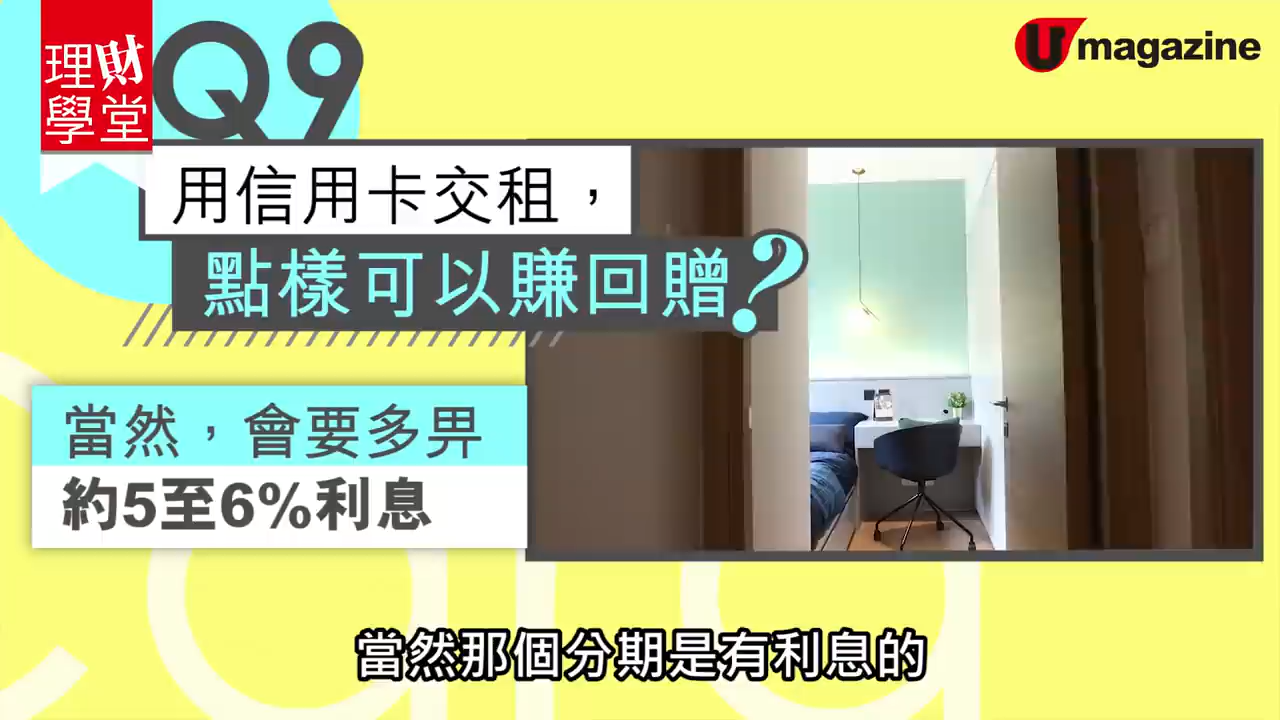 理財
學堂
Q9
U magazine
用信用卡交租，
點樣可以賺回贈?
當然，會要多畀
約5至6%利息
當然那個分期是有利息的
Card